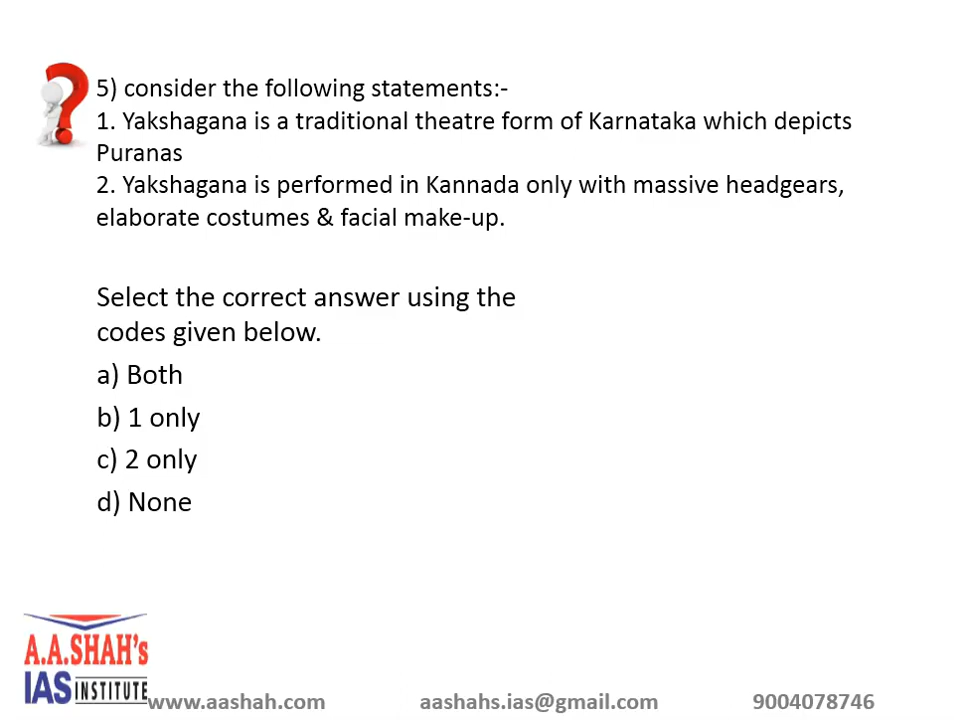 5) consider the following statements:-
1. Yakshagana is a traditional theatre form of Karnataka which depicts
Puranas
2. Yakshagana is performed in Kannada only with massive headgears,
elaborate costumes & facial make-up.
Select the correct answer using the
codes given below.
a) Both
b) 1 only
c) 2 only
d) None
A.A.SHAH's
IAS INSTITUTE
www.aashah.com aashahs.ias@gmail.com 9004078746